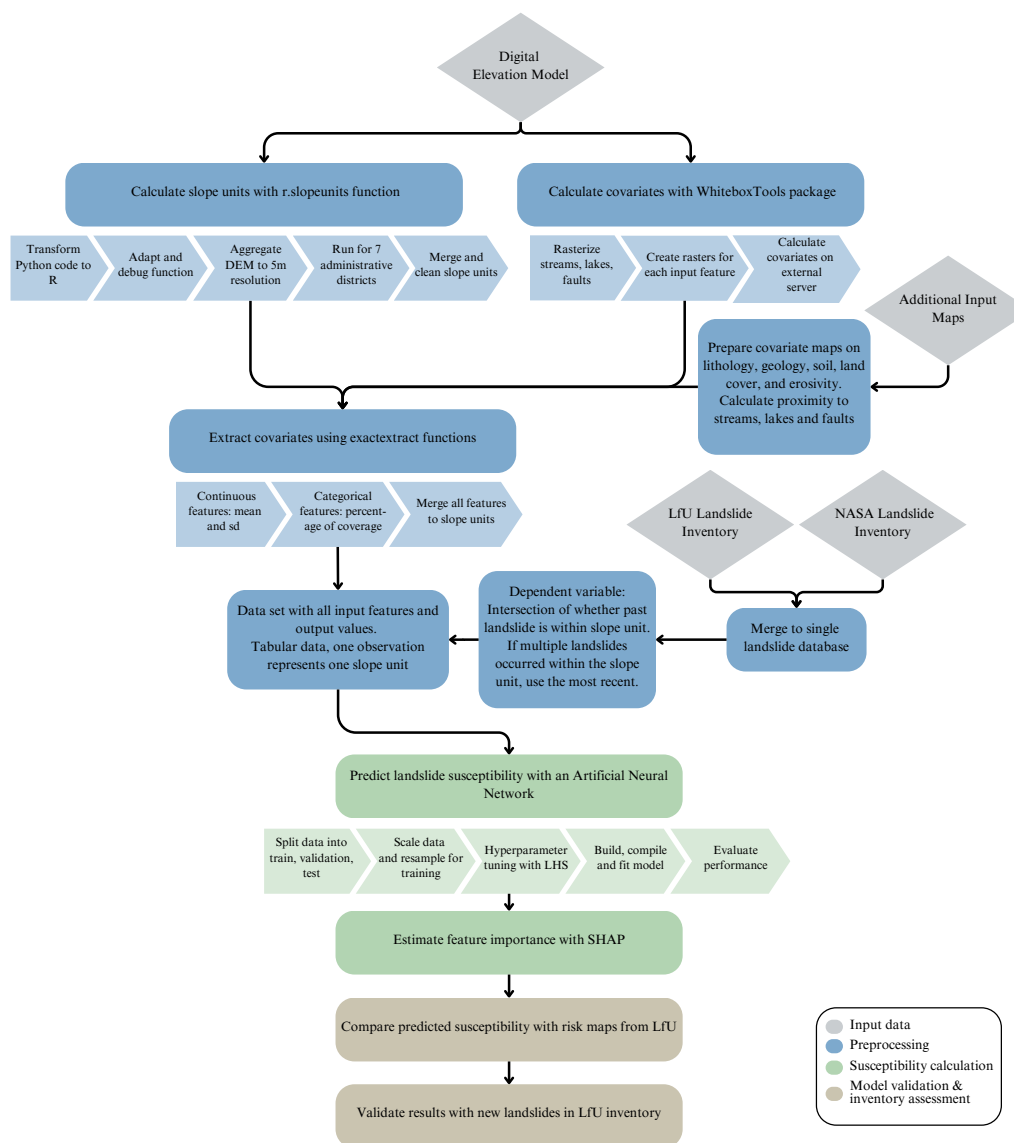 Digital
Elevation Model
Calculate slope units with r.slopeunits function
Calculate covariates with WhiteboxTools package
Transform
Python code to
R
Adapt and
debug function
Aggregate
DEM to 5m
resolution
Run for 7
administrative
districts
Merge and
clean slope units
Rasterize
streams, lakes,
faults
Create rasters for
each input feature
Calculate
covariates on
external
server
Additional Input
Maps
Prepare covariate maps on
lithology, geology, soil, land
cover, and erosivity.
Calculate proximity to
streams, lakes and faults
Extract covariates using exactextract functions
Continuous
features: mean
and sd
Categorical
features: percent-
age of coverage
Merge all features
to slope units
LfU Landslide
Inventory
NASA Landslide
Inventory
Data set with all input features and
output values.
Tabular data, one observation
represents one slope unit
Dependent variable:
Intersection of whether past
landslide is within slope unit.
If multiple landslides
occurred within the slope
unit, use the most recent.
Merge to single
landslide database
Predict landslide susceptibility with an Artificial Neural
Network
Split data into
train, validation,
test
Scale data
and resample for
training
Hyperparameter
tuning with LHS
Build, compile
and fit model
Evaluate
performance
Estimate feature importance with SHAP
Compare predicted susceptibility with risk maps from LfU
Validate results with new landslides in LfU inventory
Input data
Preprocessing
Susceptibility calculation
Model validation &
inventory assessment